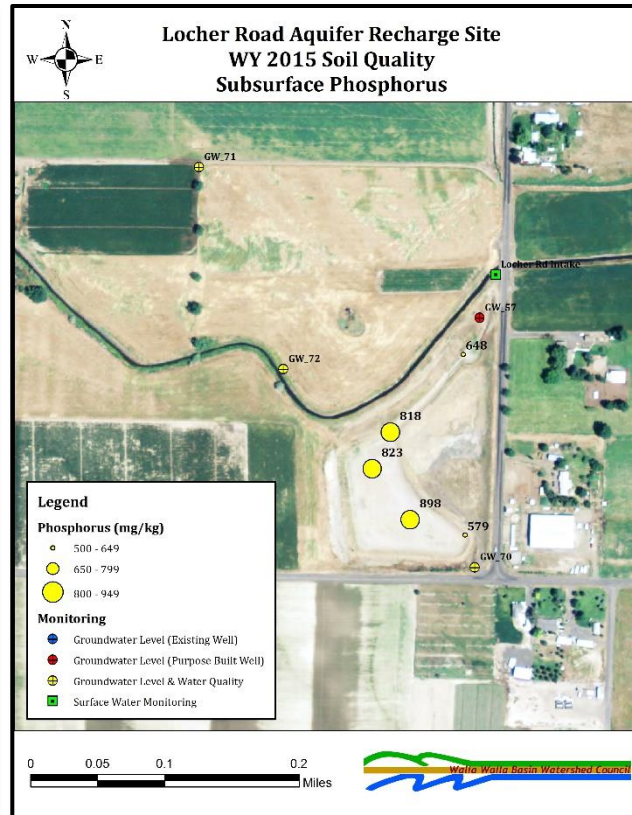 Locher Road Aquifer Recharge Site
WY 2015 Soil Quality
Subsurface Phosphorus
N
W
E
S
GW_71
Locher Rd Intake
GW_57
648
GW_72
818
823
898
579
GW_70
Legend
Phosphorus (mg/kg)
500 - 649
650 - 799
800 - 949
Monitoring
Groundwater Level (Existing Well)
Groundwater Level (Purpose Built Well)
Groundwater Level & Water Quality
Surface Water Monitoring
0 0.05 0.1 0.2
Miles
Walla Walla Basin Watershed Council